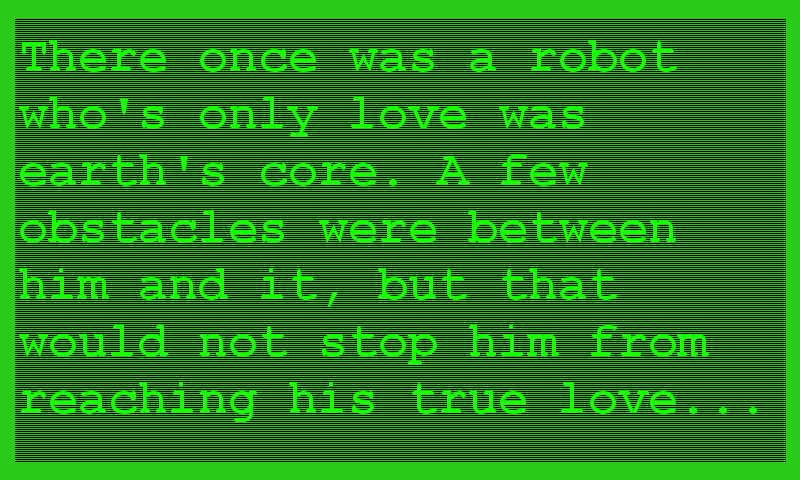 There once was a robot
who's only love was
earth's core. A few
obstacles were between
him and it, but that
would not stop him from
reaching his true love...